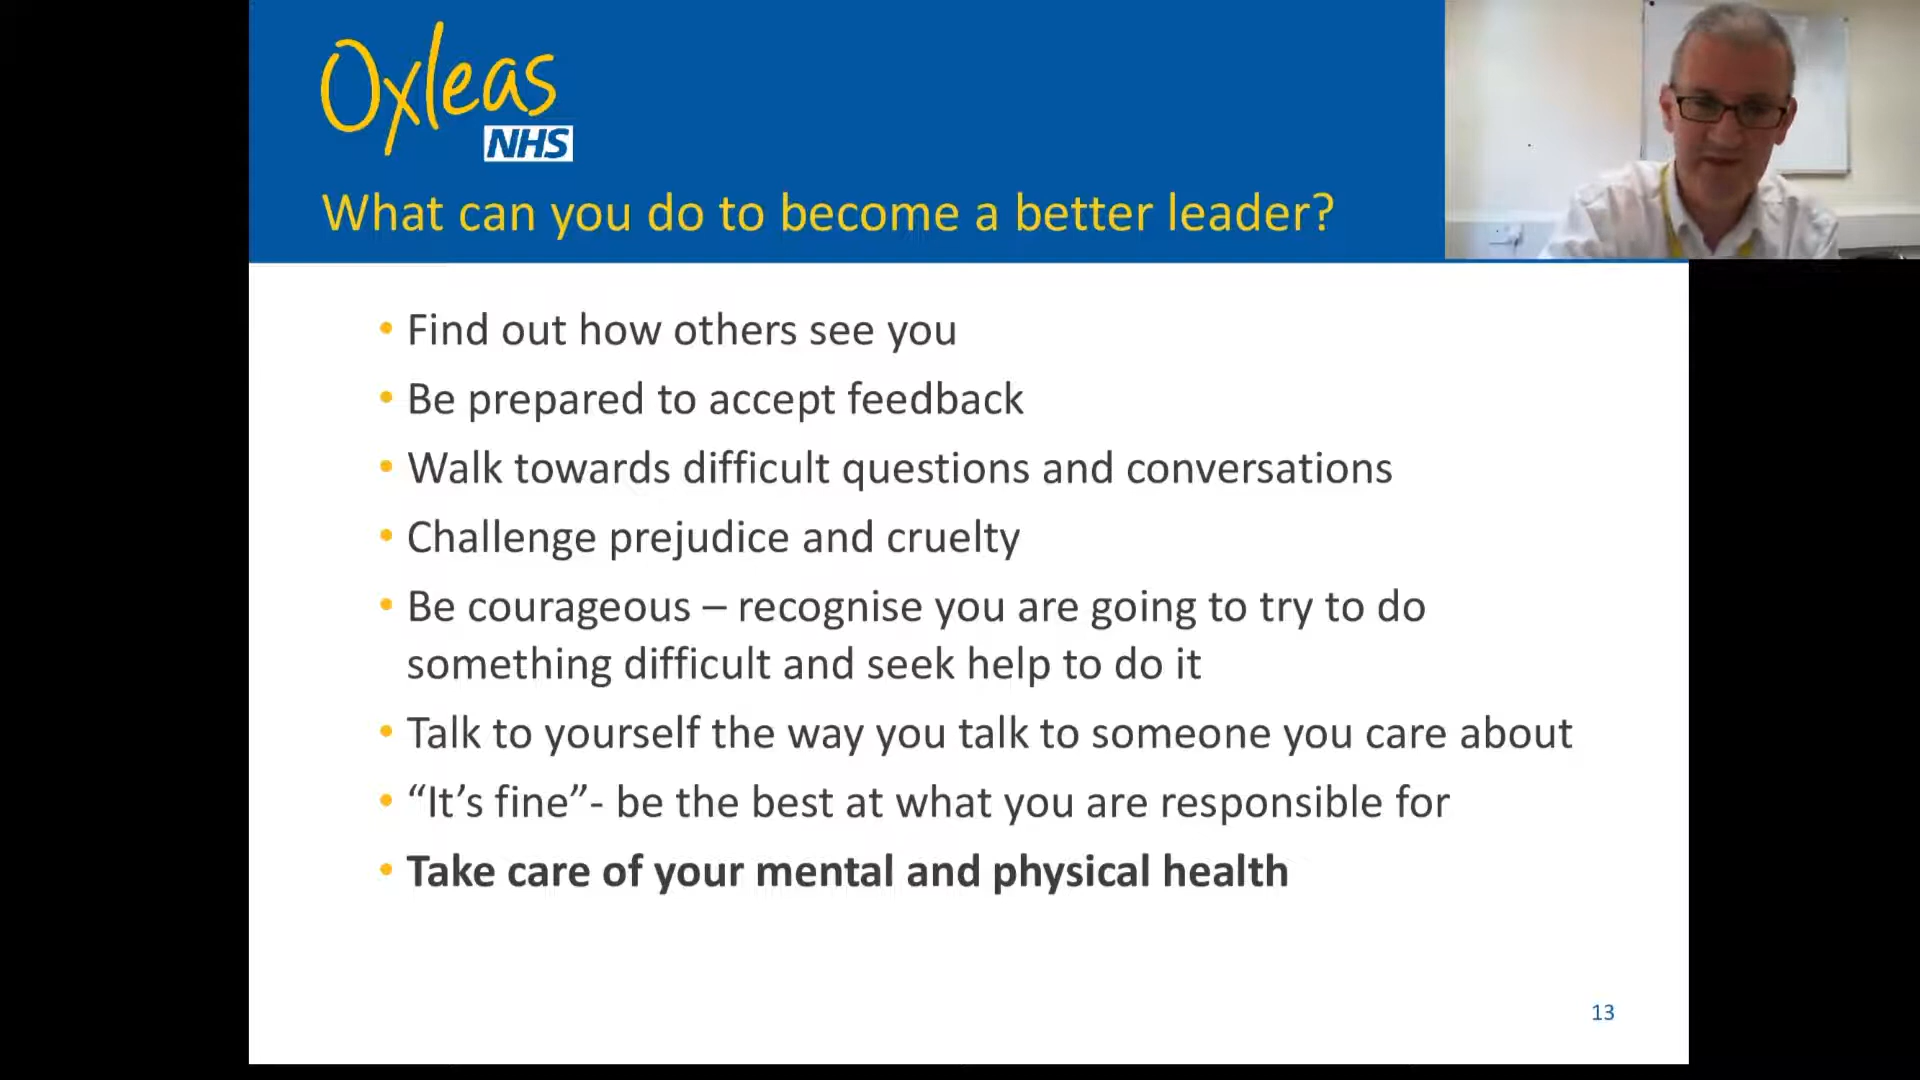 Oxleas
NHS
What can you do to become a better leader?
• Find out how others see you
• Be prepared to accept feedback
• Walk towards difficult questions and conversations
• Challenge prejudice and cruelty
• Be courageous – recognise you are going to try to do
something difficult and seek help to do it
• Talk to yourself the way you talk to someone you care about
• “It’s fine”- be the best at what you are responsible for
• Take care of your mental and physical health
13